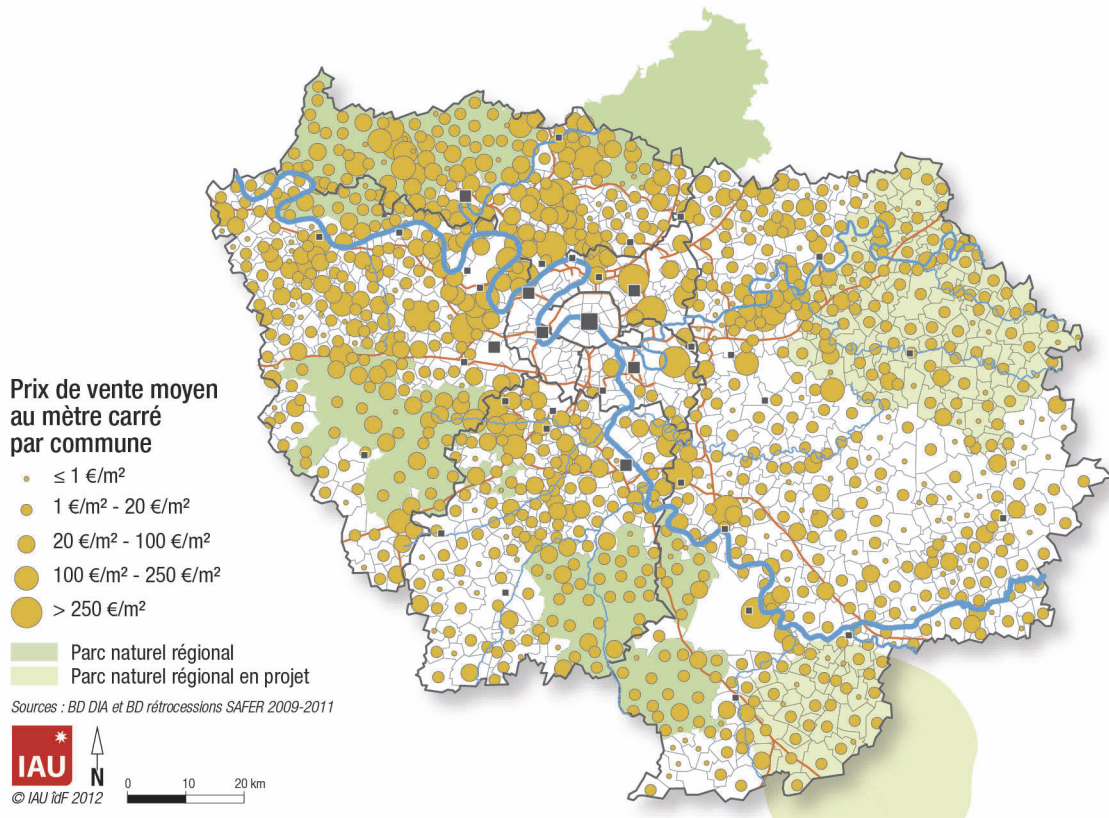 Prix de vente moyen
au mètre carré
par commune
≤ 1 €/m²
1 €/m² - 20 €/m²
20 €/m² - 100 €/m²
100 €/m² - 250 €/m²
> 250 €/m²
Parc naturel régional
Parc naturel régional en projet
Sources : BD DIA et BD rétrocessions SAFER 2009-2011
IAU
N
© IAU îdF 2012
0 10 20 km